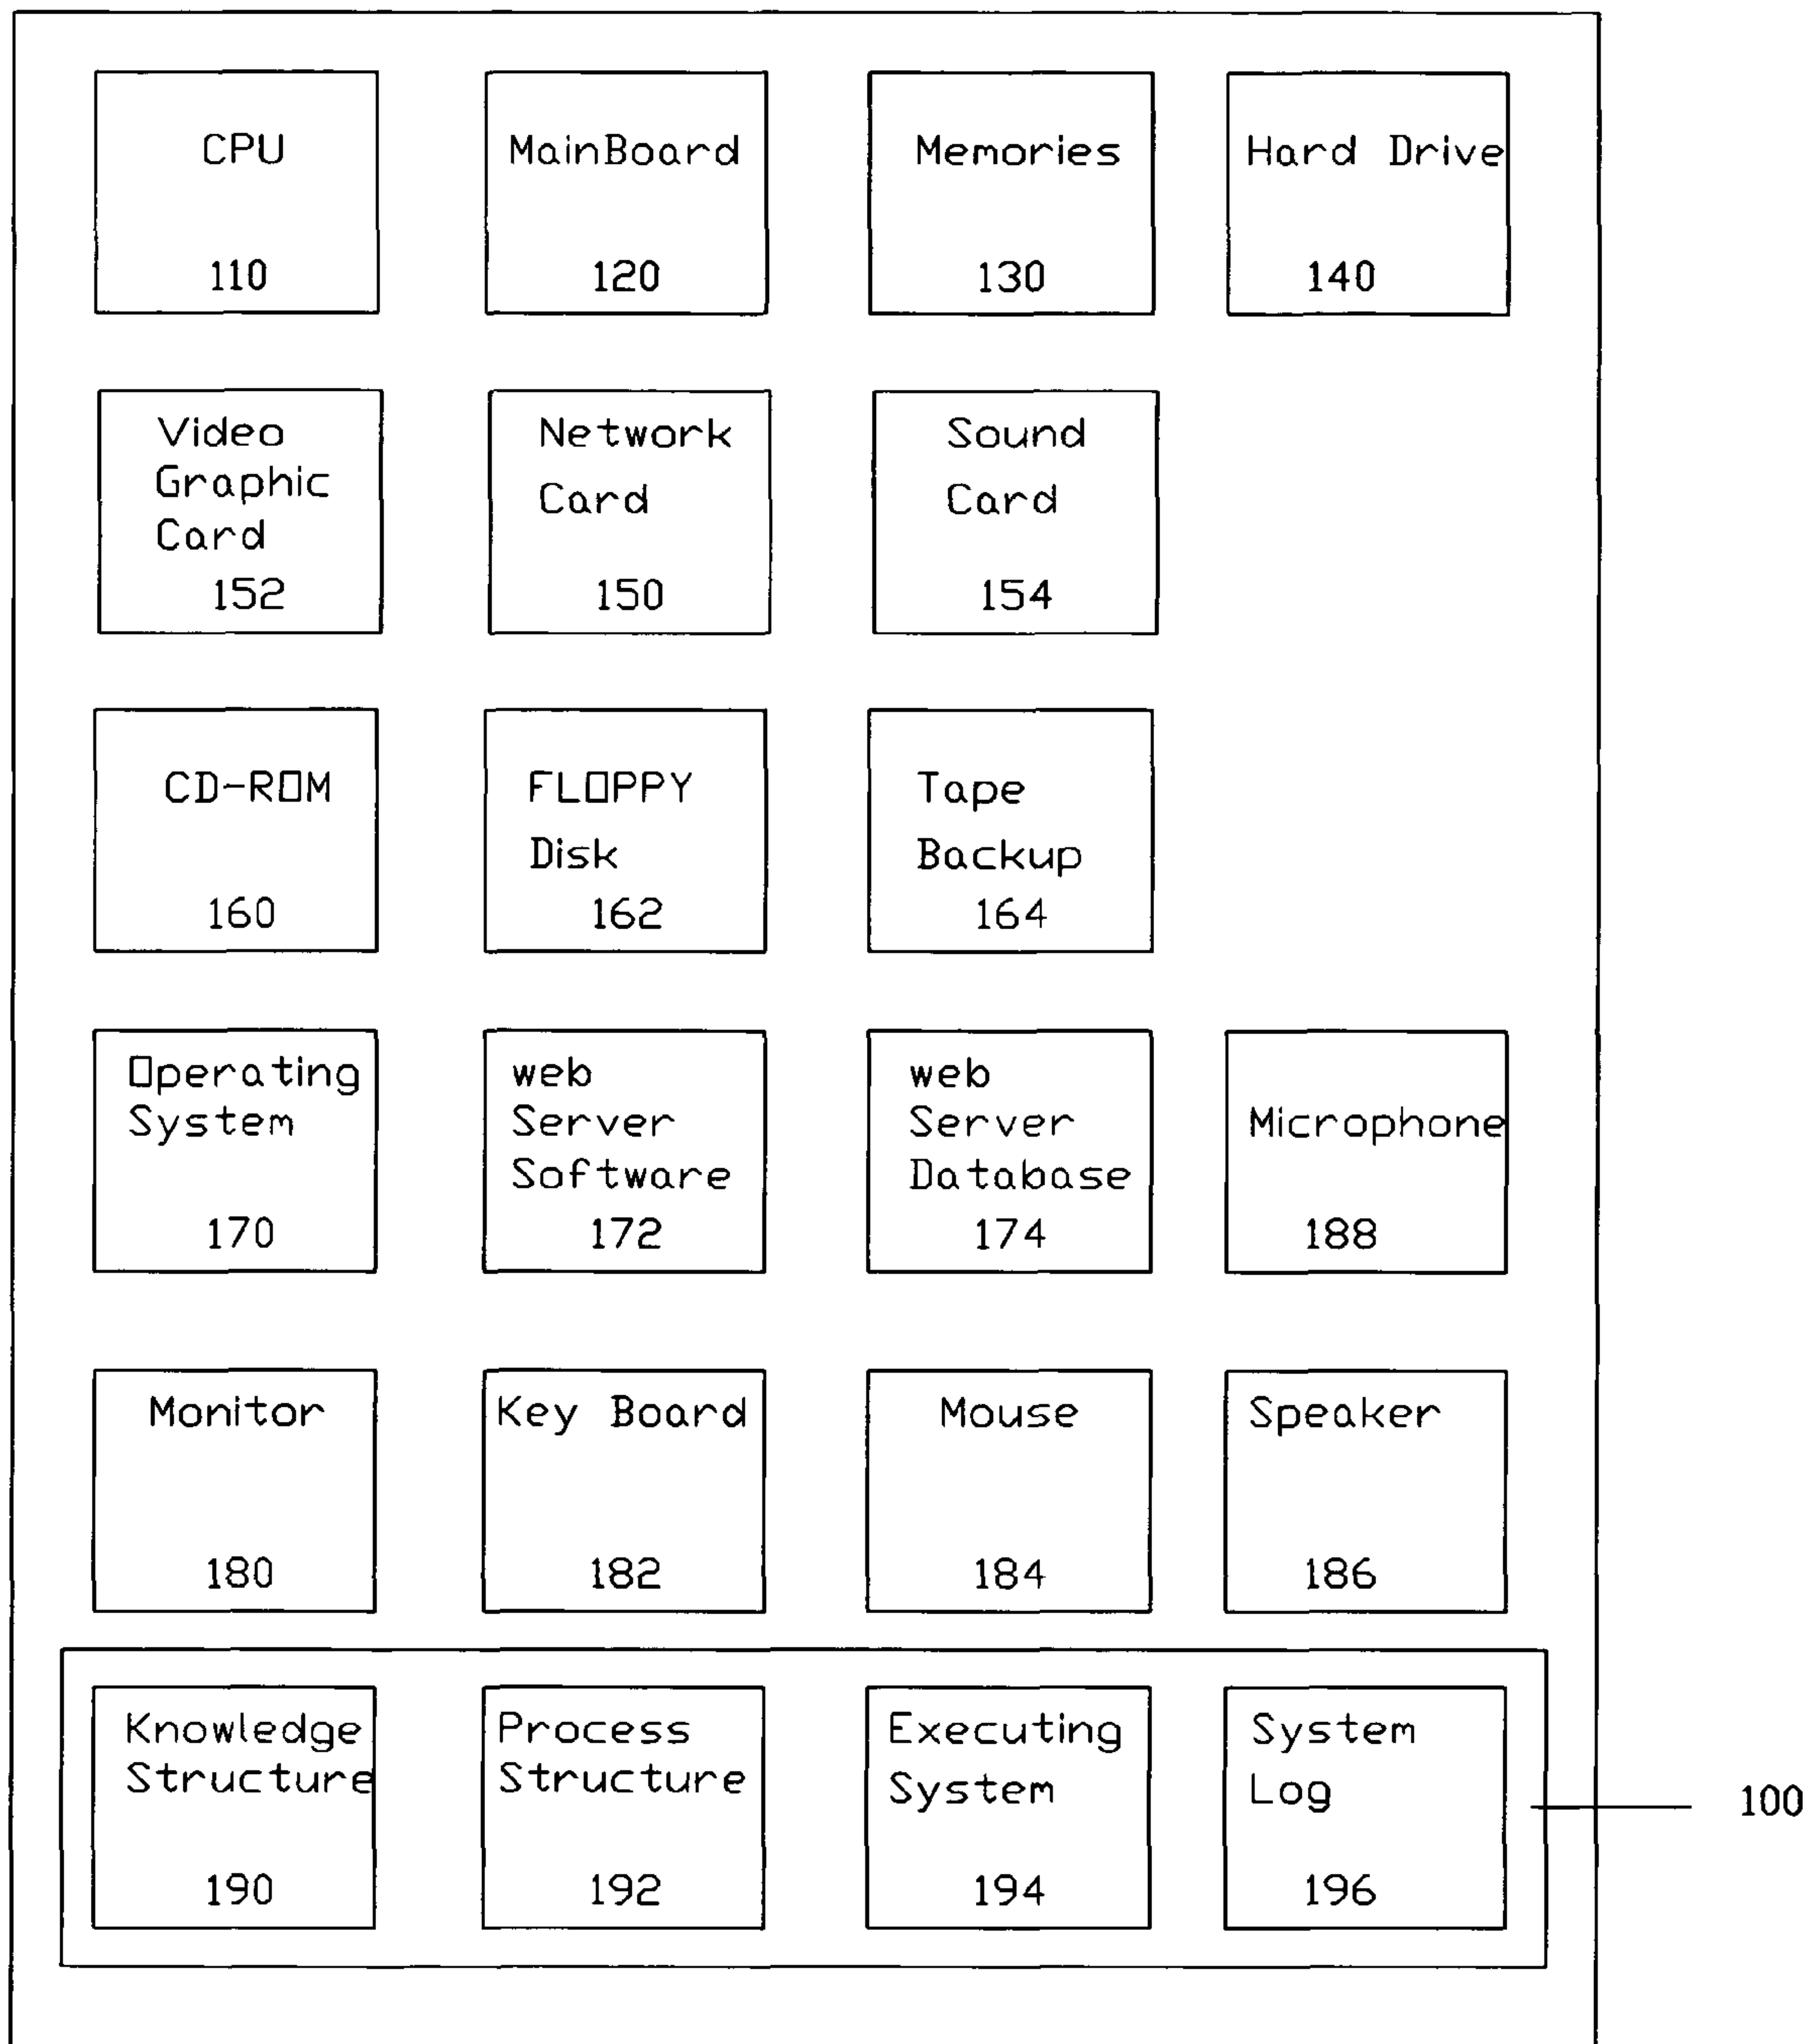 CPU
110
MainBoard
120
Memories
130
Hard Drive
140
Video
Graphic
Card
152
Network
Card
150
Sound
Card
154
CD-ROM
160
FLOPPY
Disk
162
Tape
Backup
164
Operating
System
170
web
Server
Software
172
web
Server
Database
174
Microphone
188
Monitor
180
Key Board
182
Mouse
184
Speaker
186
Knowledge
Structure
190
Process
Structure
192
Executing
System
194
System
Log
196
100